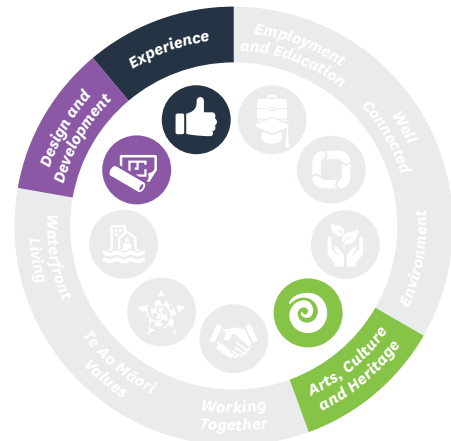 Experience
Employment
and Education
Well
Connected
Environment
Arts, Culture
and Heritage
Working
Together
Te Ao Māori
Values
Waterfront
Living
Design and
Development